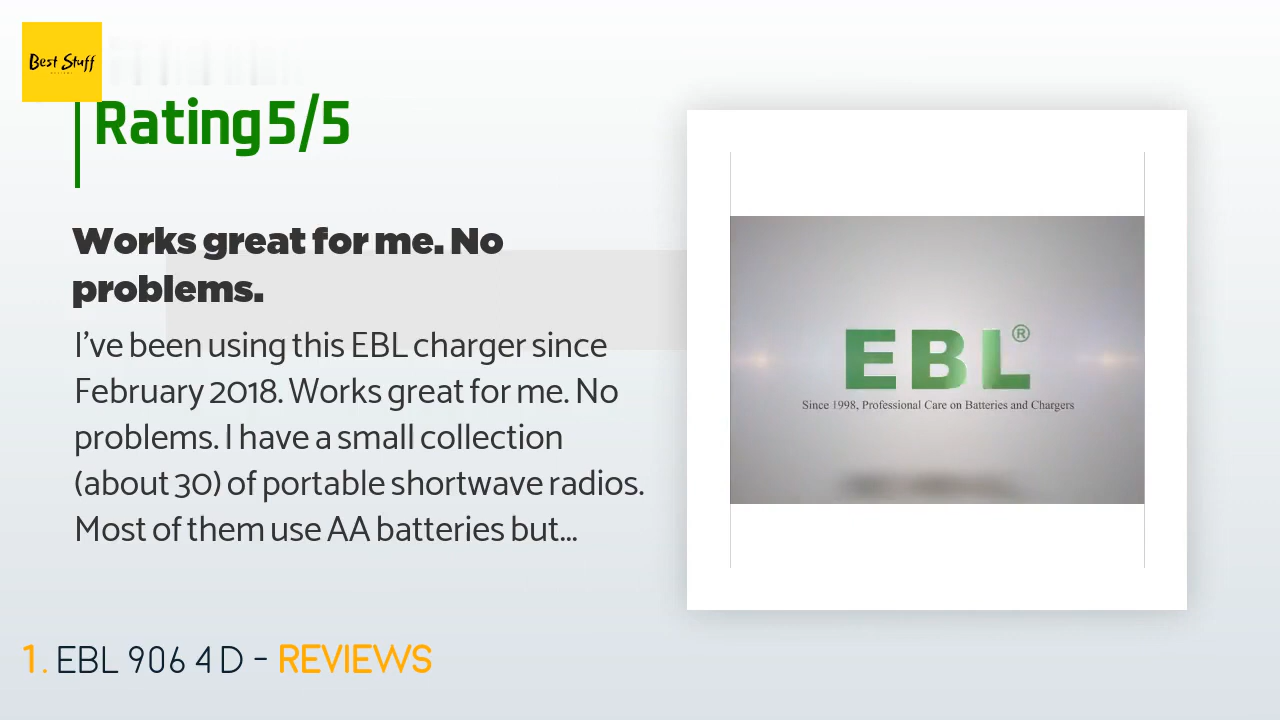 Best Stuff
Rating 5/5
Works great for me. No
problems.
I've been using this EBL charger since
February 2018. Works great for me. No
problems. I have a small collection
(about 30) of portable shortwave radios.
Most of them use AA batteries but...
EBL®
Since 1998, Professional Care on Batteries and Chargers
1. EBL 906 4 D - REVIEWS